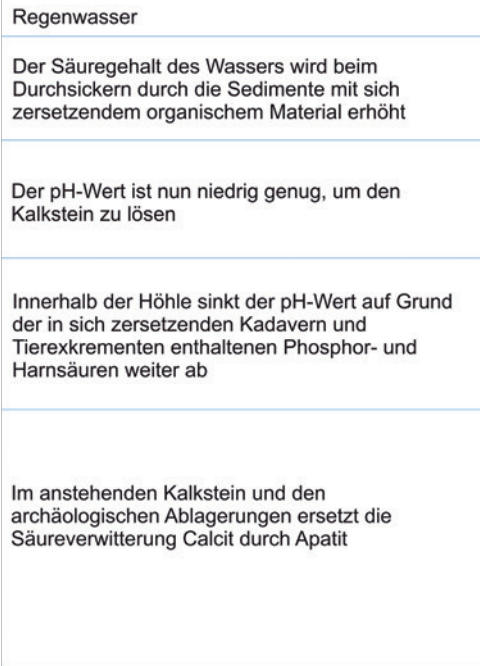 Regenwasser
Der Säuregehalt des Wassers wird beim
Durchsickern durch die Sedimente mit sich
zersetzendem organischem Material erhöht
Der pH-Wert ist nun niedrig genug, um den
Kalkstein zu lösen
Innerhalb der Höhle sinkt der pH-Wert auf Grund
der in sich zersetzenden Kadavern und
Tierexkrementen enthaltenen Phosphor- und
Harnsäuren weiter ab
Im anstehenden Kalkstein und den
archäologischen Ablagerungen ersetzt die
Säureverwitterung Calcit durch Apatit